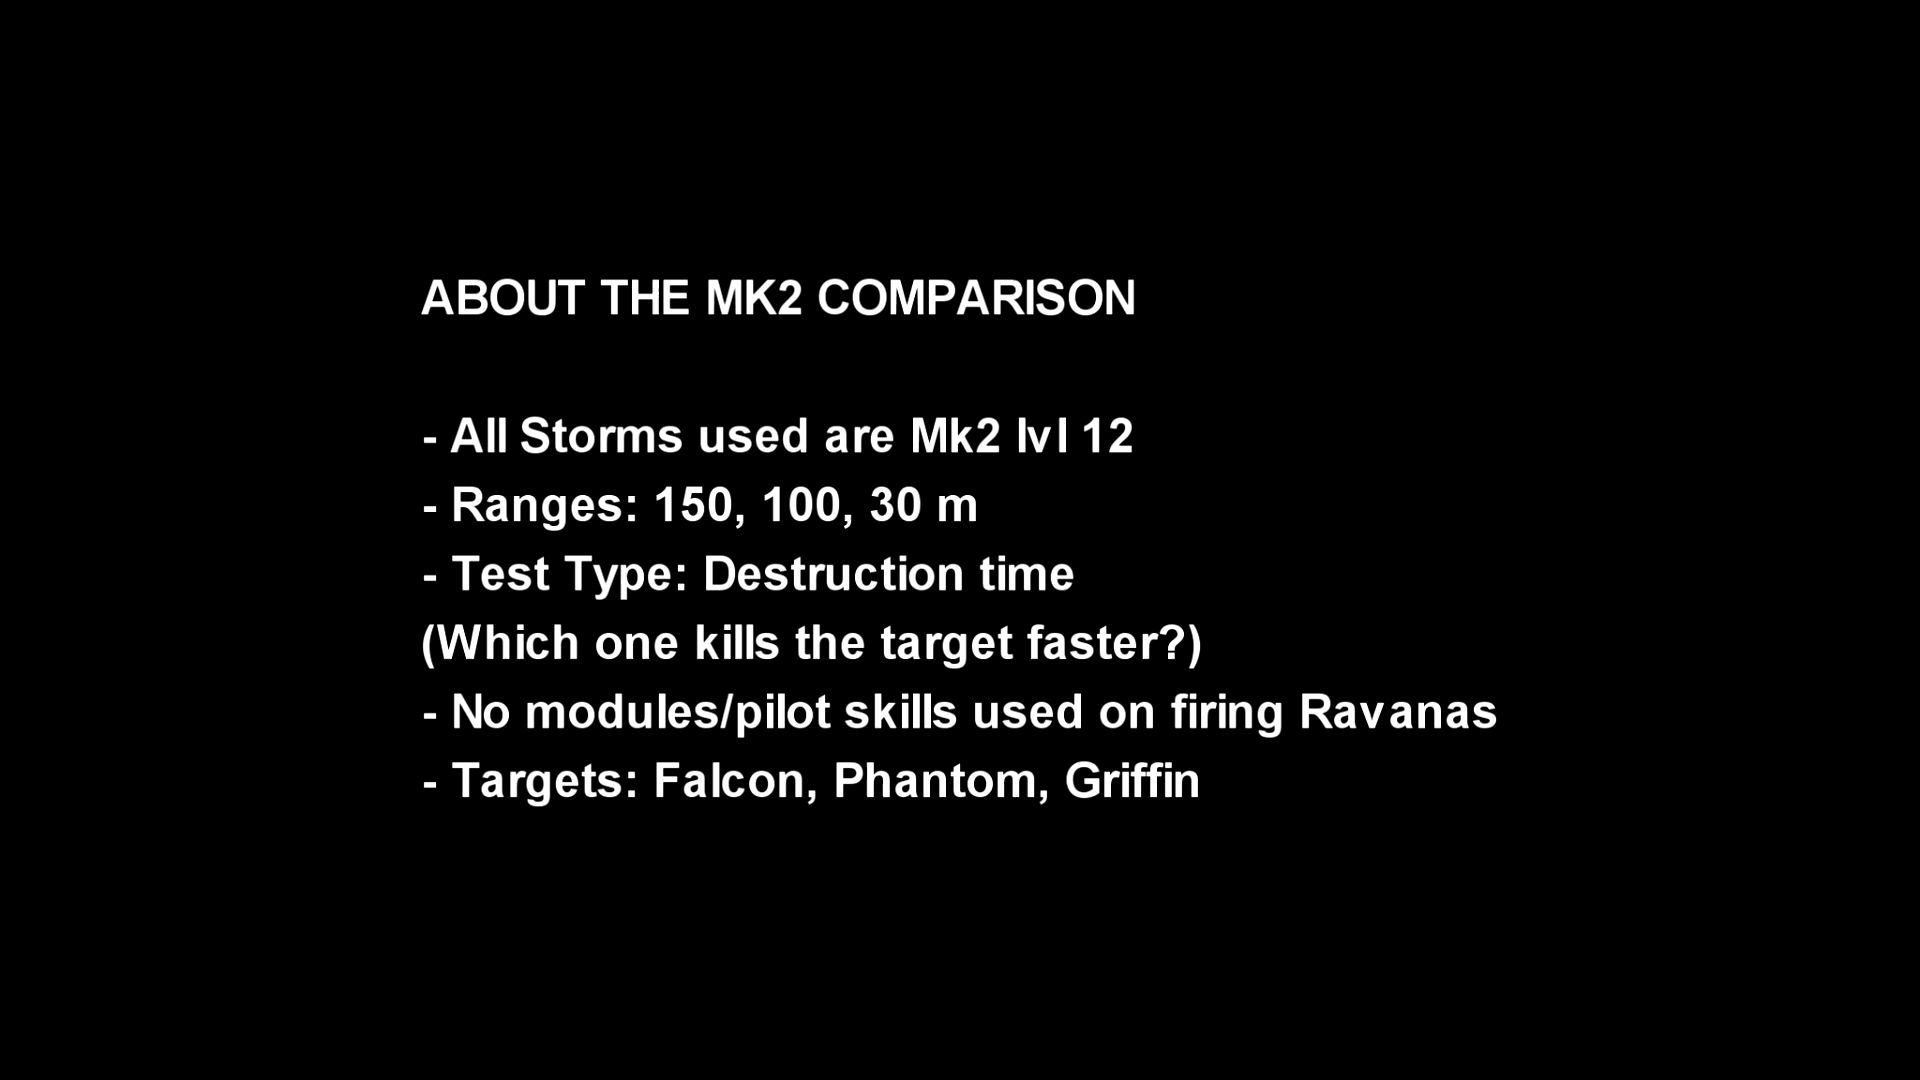 ABOUT THE MK2 COMPARISON
- All Storms used are Mk2 lvl 12
- Ranges: 150, 100, 30 m
- Test Type: Destruction time
(Which one kills the target faster?)
- No modules/pilot skills used on firing Ravanas
- Targets: Falcon, Phantom, Griffin